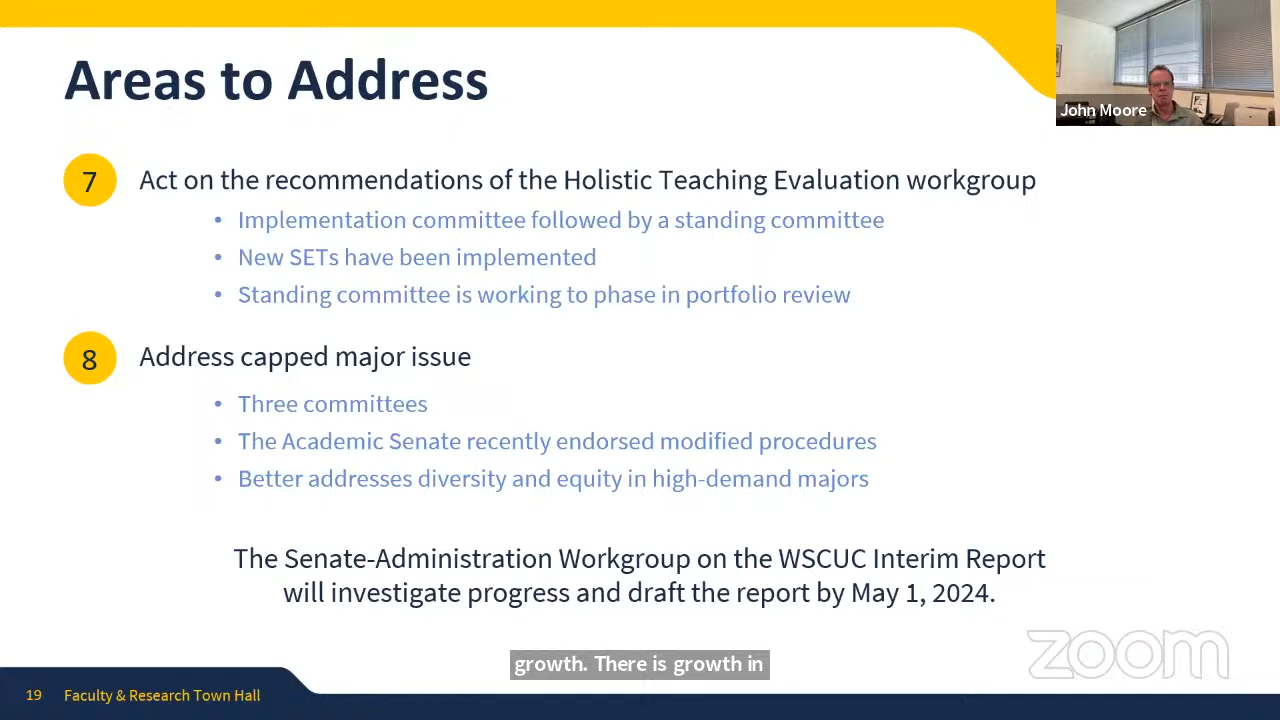 Areas to Address
John Moore
7
Act on the recommendations of the Holistic Teaching Evaluation workgroup
• Implementation committee followed by a standing committee
• New SETs have been implemented
• Standing committee is working to phase in portfolio review
8
Address capped major issue
• Three committees
• The Academic Senate recently endorsed modified procedures
• Better addresses diversity and equity in high-demand majors
The Senate-Administration Workgroup on the WSCUC Interim Report
will investigate progress and draft the report by May 1, 2024.
zoom
growth. There is growth in
19 Faculty & Research Town Hall